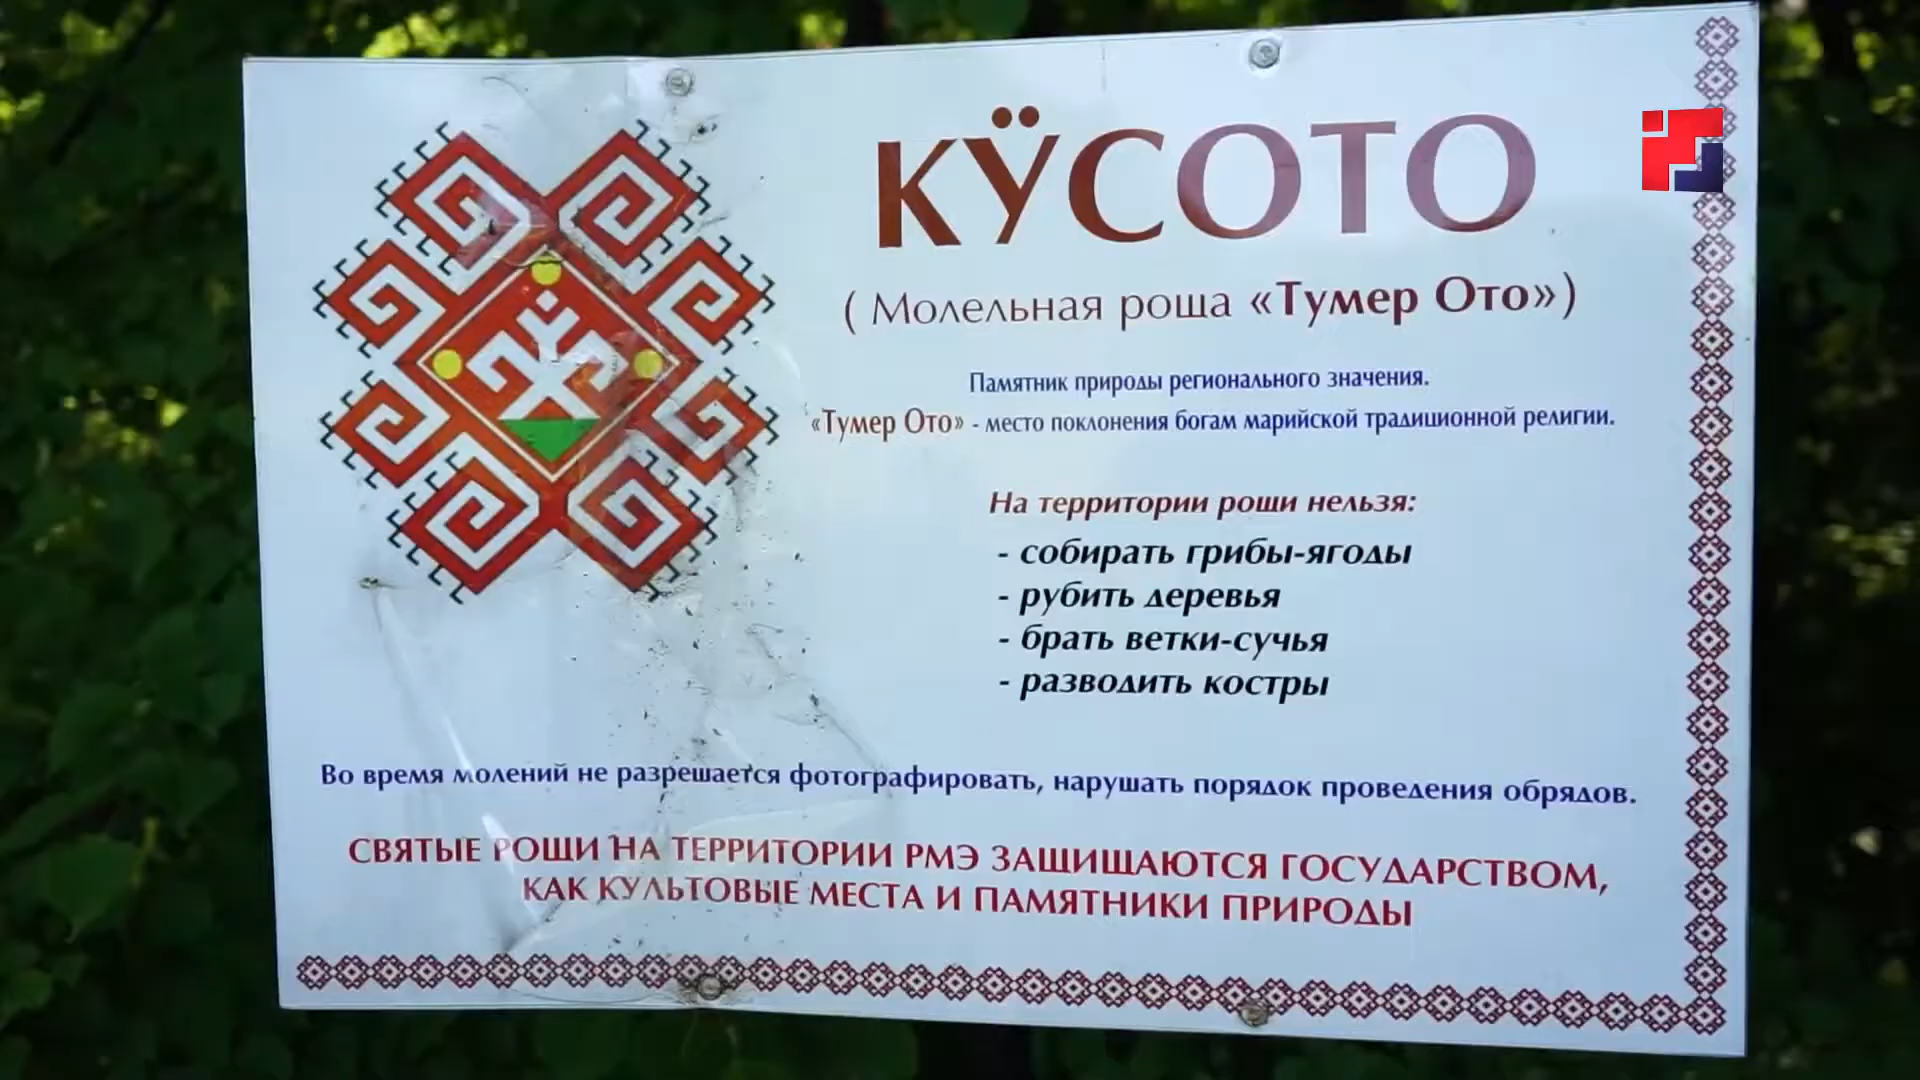 КӰСОТО
( Молельная роща «Тумер Ото»)
Памятник природы регионального значения.
«Тумер Ото» - место поклонения богам марийской традиционной религии.
На территории рощи нельзя:
- собирать грибы-ягоды
- рубить деревья
- брать ветки-сучья
- разводить костры
Во время молений не разрешается фотографировать, нарушать порядок проведения обрядов.
СВЯТЫЕ РОЩИ НА ТЕРРИТОРИИ РМЭ ЗАЩИЩАЮТСЯ ГОСУДАРСТВОМ,
КАК КУЛЬТОВЫЕ МЕСТА И ПАМЯТНИКИ ПРИРОДЫ